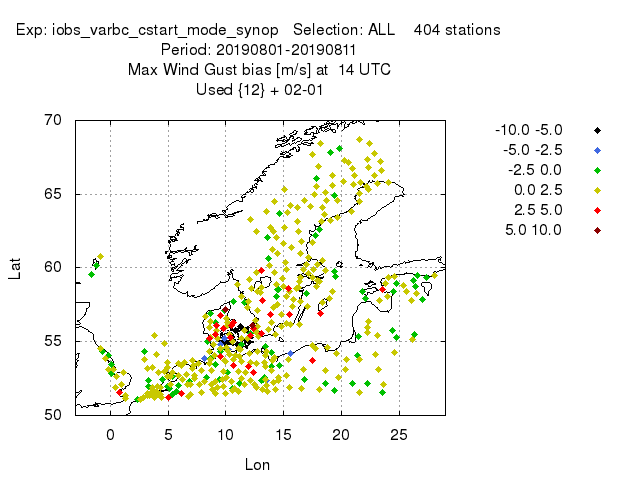 Exp: iobs_varbc_cstart_mode_synop   Selection: ALL    404 stations
Period: 20190801-20190811
Max Wind Gust bias [m/s] at  14 UTC
Used {12} + 02-01
-10.0 -5.0
-5.0 -2.5
-2.5 0.0
0.0 2.5
2.5 5.0
5.0 10.0
70
65
60
55
50
Lat
0 5 10 15 20 25
Lon